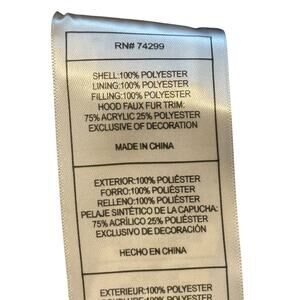 RN# 74299
SHELL:100% POLYESTER
LINING:100% POLYESTER
FILLING:100% POLYESTER
HOOD FAUX FUR TRIM:
75% ACRYLIC 25% POLYESTER
EXCLUSIVE OF DECORATION
MADE IN CHINA
EXTERIOR:100% POLIÉSTER
FORRO:100% POLIÉSTER
RELLENO:100% POLIÉSTER
PELAJE SINTÉTICO DE LA CAPUCHA:
75% ACRÍLICO 25% POLIÉSTER
EXCLUSIVO DE DECORACIÓN
HECHO EN CHINA
EXTÉRIEUR:100% POLYESTER